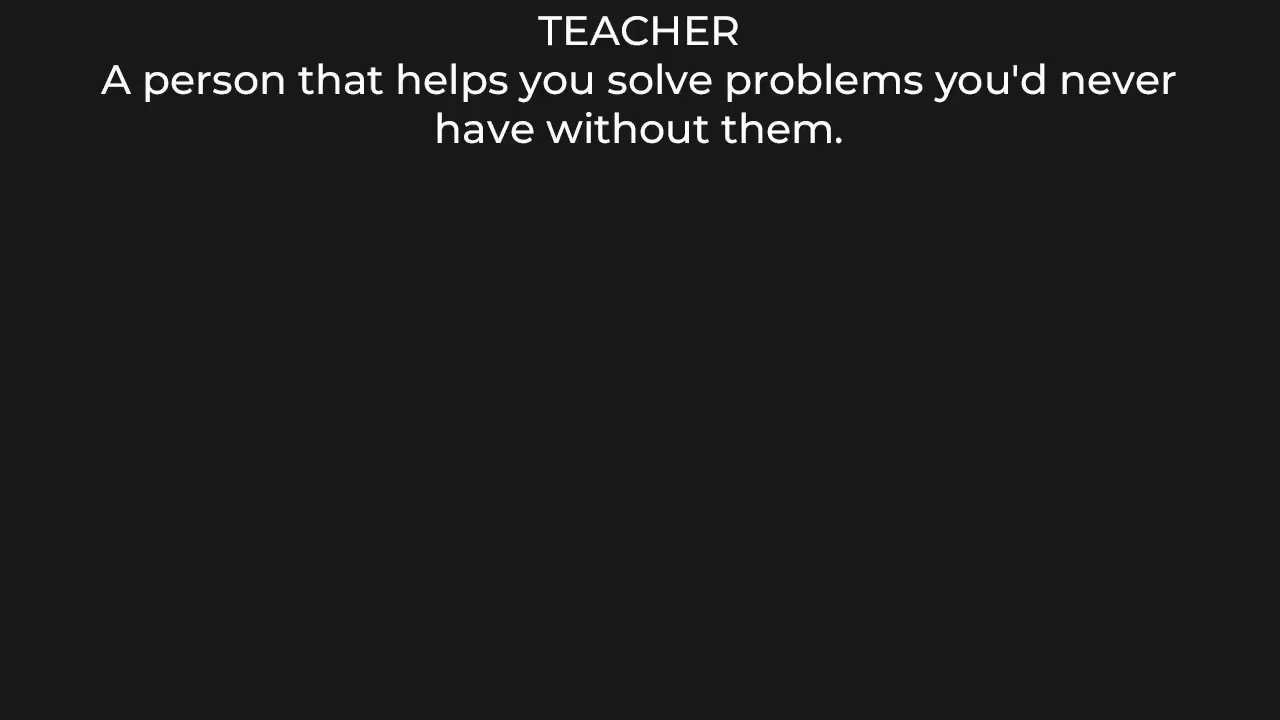 TEACHER
A person that helps you solve problems you'd never
have without them.